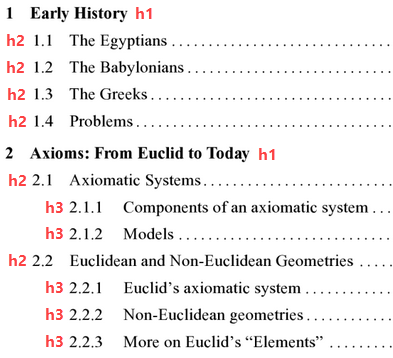 1 Early History h1
h2 1.1 The Egyptians . . . . . . . . . . . . . . . . . . . . . . . . . . . . .
h2 1.2 The Babylonians . . . . . . . . . . . . . . . . . . . . . . . . . . .
h2 1.3 The Greeks . . . . . . . . . . . . . . . . . . . . . . . . . . . . . . . .
h2 1.4 Problems . . . . . . . . . . . . . . . . . . . . . . . . . . . . . . . . . .
2 Axioms: From Euclid to Today h1
h2 2.1 Axiomatic Systems . . . . . . . . . . . . . . . . . . . . . . . . .
h3 2.1.1 Components of an axiomatic system . . .
h3 2.1.2 Models . . . . . . . . . . . . . . . . . . . . . . . . . . . .
h2 2.2 Euclidean and Non-Euclidean Geometries . . . . .
h3 2.2.1 Euclid’s axiomatic system . . . . . . . . . . . .
h3 2.2.2 Non-Euclidean geometries . . . . . . . . . . . .
h3 2.2.3 More on Euclid’s “Elements” . . . . . . . . .